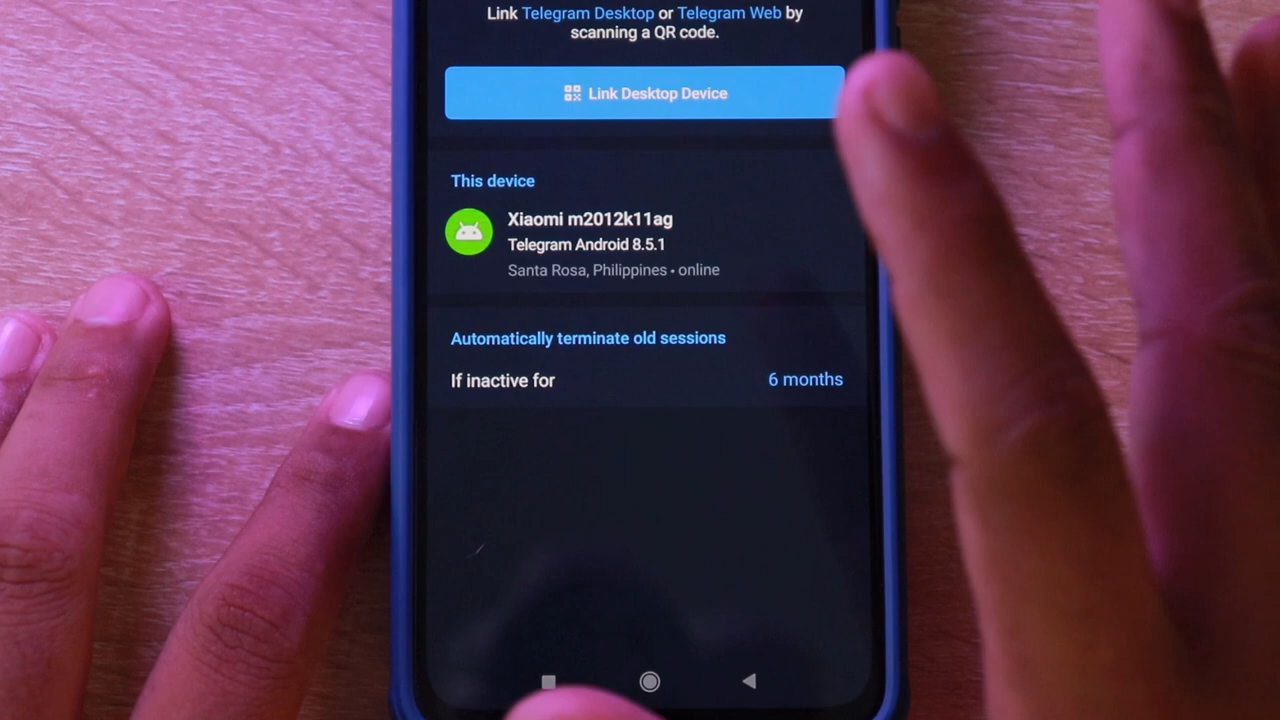 Link Telegram Desktop or Telegram Web by
scanning a QR code.
Link Desktop Device
This device
Xiaomi m2012k11ag
Telegram Android 8.5.1
Santa Rosa, Philippines • online
Automatically terminate old sessions
If inactive for 6 months